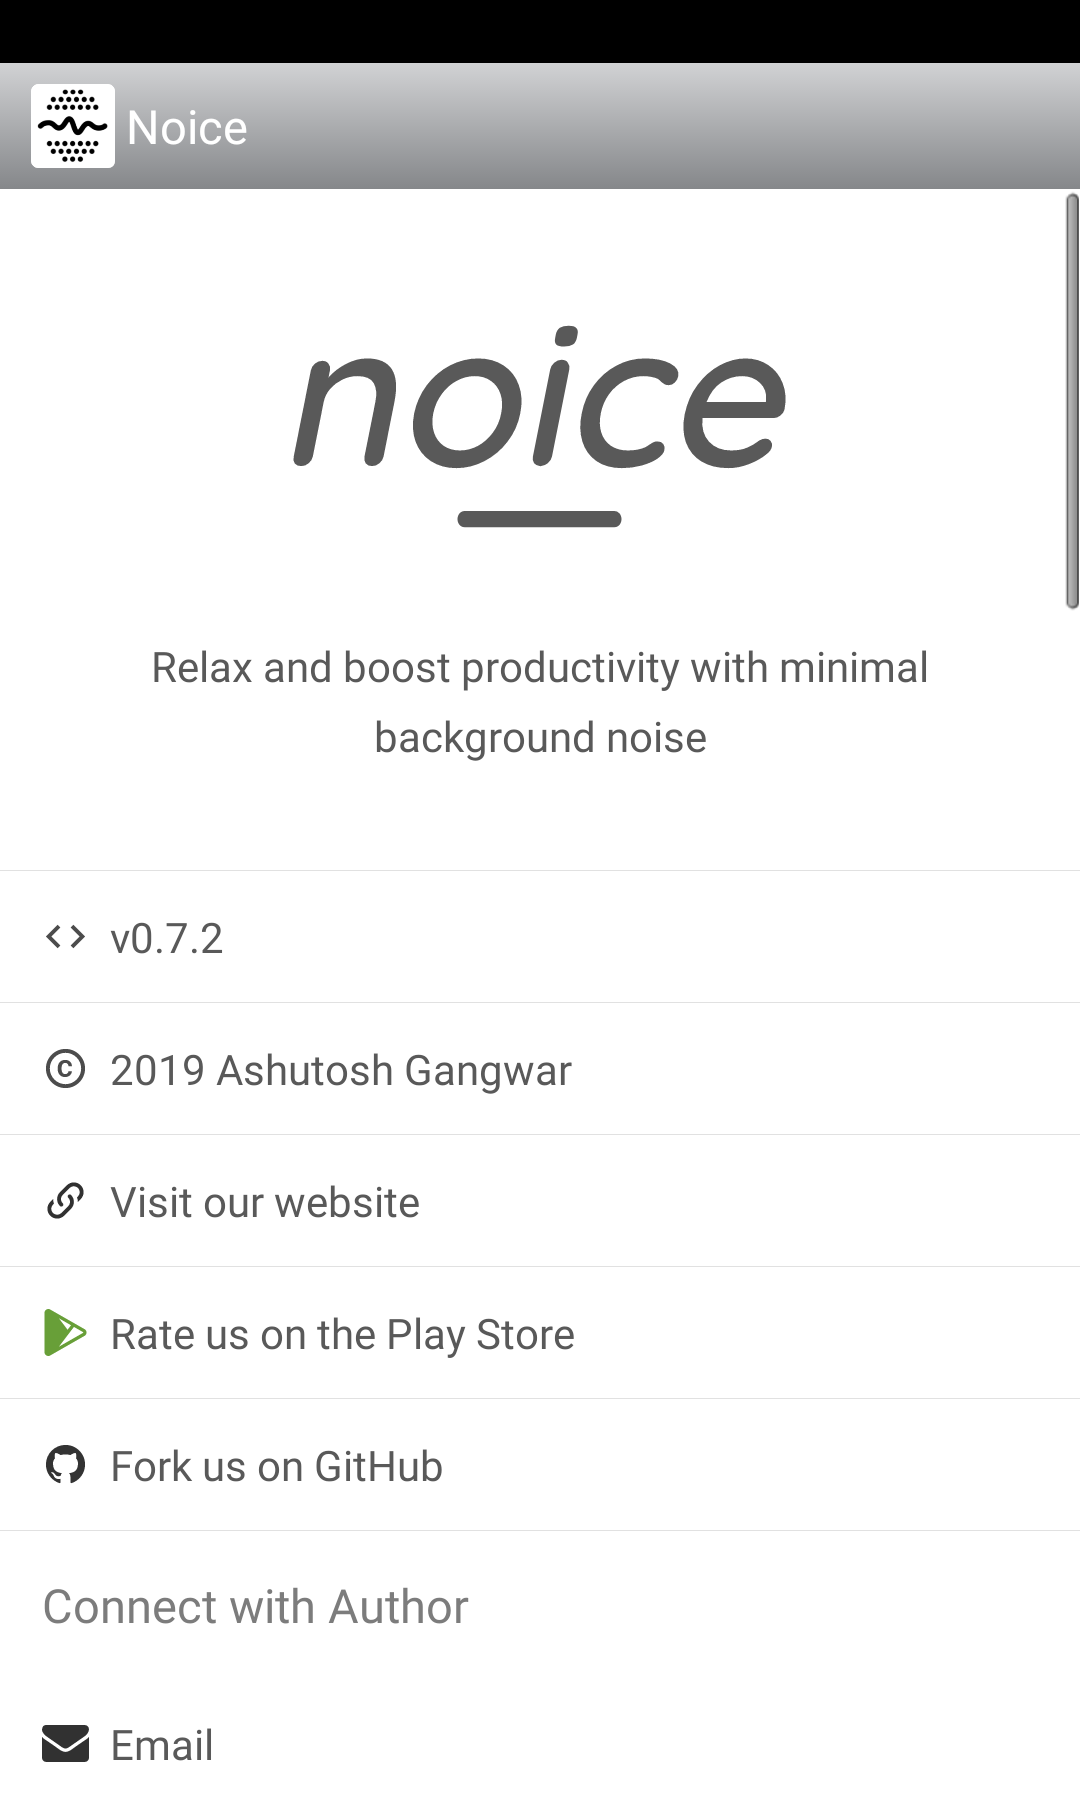 Noice
noice
Relax and boost productivity with minimal
background noise
v0.7.2
2019 Ashutosh Gangwar
Visit our website
Rate us on the Play Store
Fork us on GitHub
Connect with Author
Email